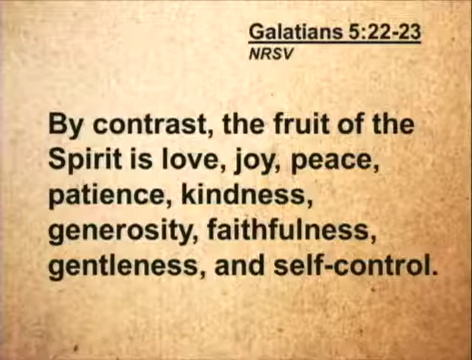 Galatians 5:22-23
NRSV
By contrast, the fruit of the
Spirit is love, joy, peace,
patience, kindness,
generosity, faithfulness,
gentleness, and self-control.